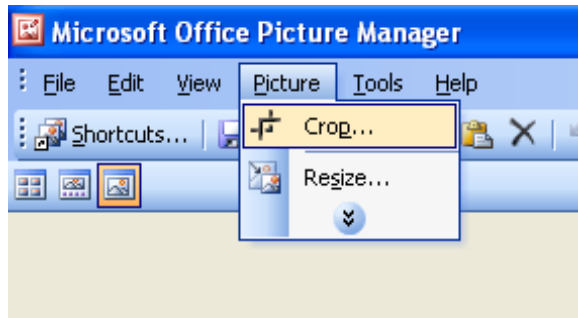 Microsoft Office Picture Manager
File Edit View Picture Tools Help
Shortcuts...
Crop...
Resize...